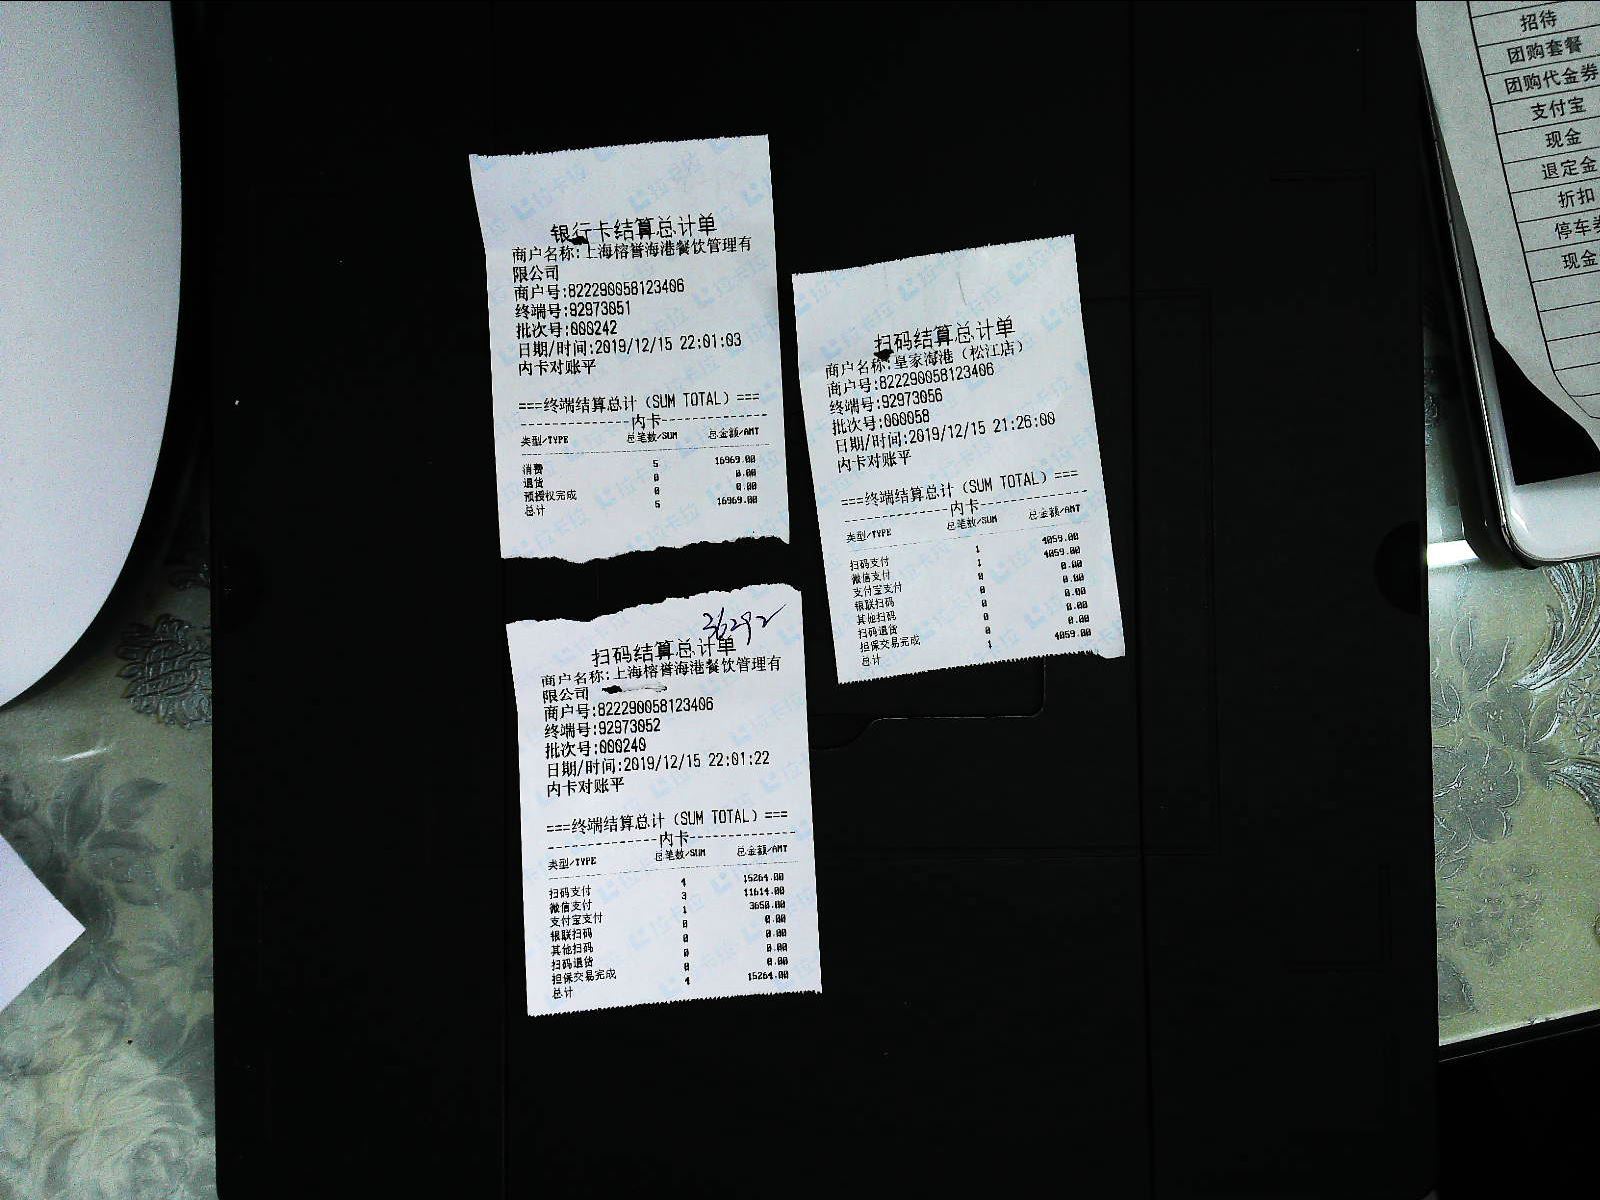 银行卡结算总计单
商户名称:上海榕誉海港餐饮管理有
限公司
商户号:822290058123406
终端号:92973051
批次号:000242
日期/时间:2019/12/15 22:01:03
内卡对账平
===终端结算总计(SUM TOTAL)===
内卡
类型/TYPE 总笔数/SUM 总金额/AMT
消费 5 16969.00
退货 0 0.00
预授权完成 0 0.00
总计 5 16969.00
36292
扫码结算总计单
商户名称:上海榕誉海港餐饮管理有
限公司
商户号:822290058123406
终端号:92973052
批次号:000240
日期/时间:2019/12/15 22:01:22
内卡对账平
===终端结算总计(SUM TOTAL)===
内卡
类型/TYPE 总笔数/SUM 总金额/AMT
扫码支付 4 15264.00
微信支付 3 11614.00
支付宝支付 1 3650.00
银联扫码 0 0.00
其他扫码 0 0.00
扫码退货 0 0.00
担保交易完成 0 0.00
总计 4 15264.00
扫码结算总计单
商户名称:皇家海港(松江店)
商户号:822290058123406
终端号:92973056
批次号:000058
日期/时间:2019/12/15 21:26:00
内卡对账平
===终端结算总计(SUM TOTAL)===
内卡
类型/TYPE 总笔数/SUM 总金额/AMT
扫码支付 1 4059.00
微信支付 1 4059.00
支付宝支付 0 0.00
银联扫码 0 0.00
其他扫码 0 0.00
扫码退货 0 0.00
担保交易完成 0 0.00
总计 1 4059.00
招待
团购套餐
团购代金券
支付宝
现金
退定金
折扣
停车券
现金